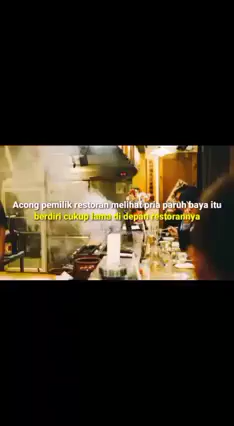 Acong pemilik restoran melihat pria paruh baya itu
berdiri cukup lama di depan restorannya